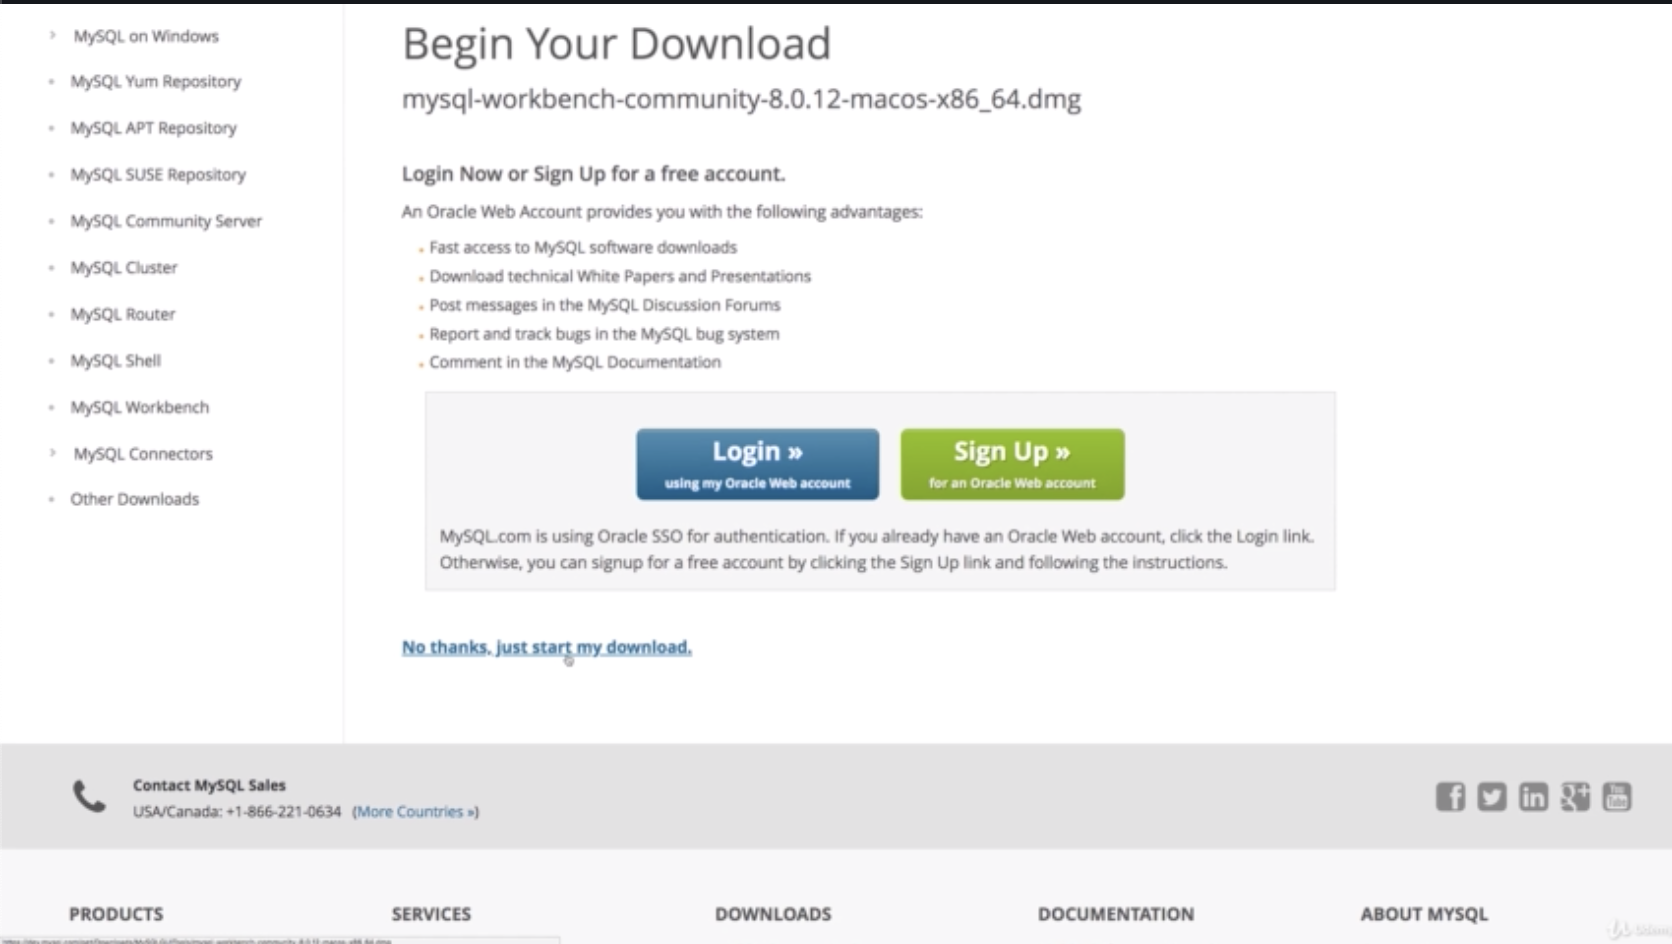 MySQL on Windows
MySQL Yum Repository
MySQL APT Repository
MySQL SUSE Repository
MySQL Community Server
MySQL Cluster
MySQL Router
MySQL Shell
MySQL Workbench
MySQL Connectors
Other Downloads
Begin Your Download
mysql-workbench-community-8.0.12-macos-x86_64.dmg
Login Now or Sign Up for a free account.
An Oracle Web Account provides you with the following advantages:
Fast access to MySQL software downloads
Download technical White Papers and Presentations
Post messages in the MySQL Discussion Forums
Report and track bugs in the MySQL bug system
Comment in the MySQL Documentation
Login »
using my Oracle Web account
Sign Up »
for an Oracle Web account
MySQL.com is using Oracle SSO for authentication. If you already have an Oracle Web account, click the Login link.
Otherwise, you can signup for a free account by clicking the Sign Up link and following the instructions.
No thanks, just start my download.
Contact MySQL Sales
USA/Canada: +1-866-221-0634 (More Countries »)
PRODUCTS
SERVICES
DOWNLOADS
DOCUMENTATION
ABOUT MYSQL